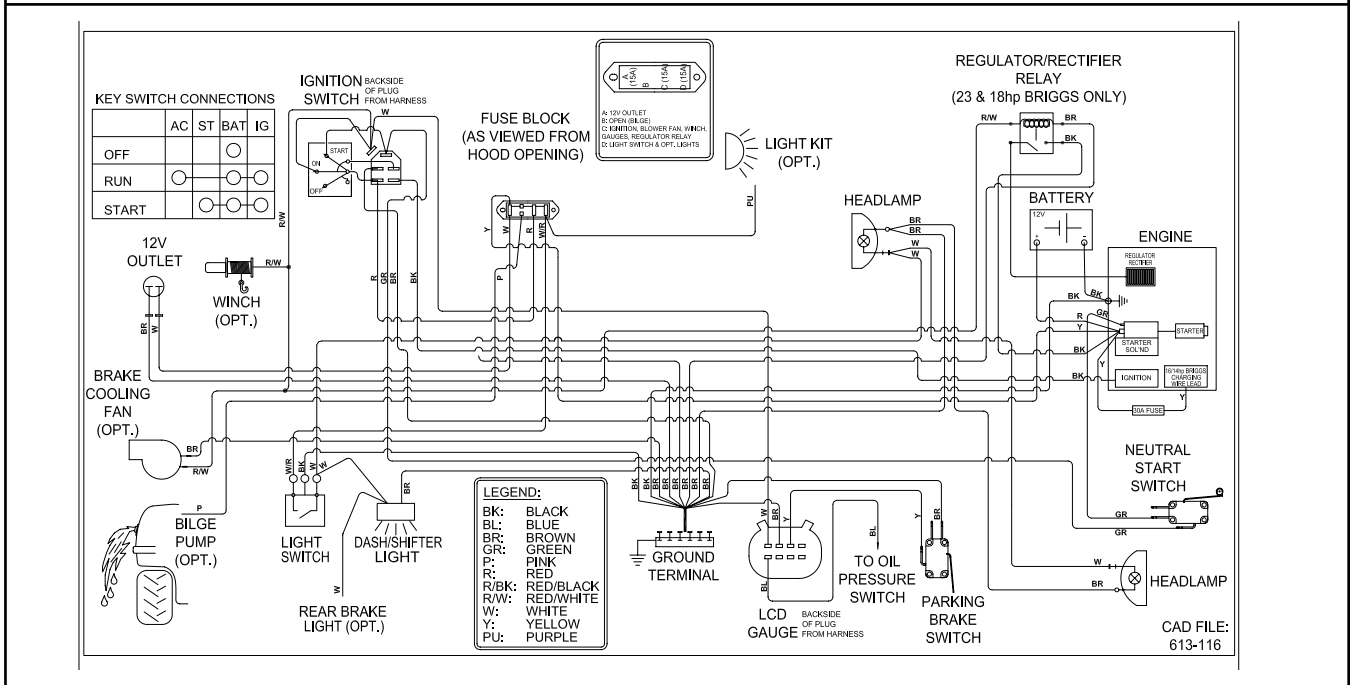 KEY SWITCH CONNECTIONS
AC ST BAT IG
OFF
RUN
START
IGNITION
SWITCH
BACKSIDE
OF PLUG
FROM HARNESS
W
START
ON
OFF
R/W
FUSE BLOCK
(AS VIEWED FROM
HOOD OPENING)
A
(15A)
B
C (15A)
D (15A)
A: 12V OUTLET
B: OPEN (BILGE)
C: IGNITION, BLOWER FAN, WINCH,
GAUGES, REGULATOR RELAY
D: LIGHT SWITCH & OPT. LIGHTS
LIGHT KIT
(OPT.)
PU
REGULATOR/RECTIFIER
RELAY
(23 & 18hp BRIGGS ONLY)
R/W
BR
BK
HEADLAMP
BR
BR
W
W
BATTERY
12V
+
-
ENGINE
REGULATOR
RECTIFIER
BK
BK
GR
R
Y
BK
STARTER
SOL'ND
STARTER
Y
BK
IGNITION
16/14hp BRIGGS
CHARGING
WIRE LEAD
Y
30A FUSE
12V
OUTLET
BR
W
R/W
WINCH
(OPT.)
R
GR
BR
BK
Y
W
R
W/R
P
BRAKE
COOLING
FAN
(OPT.)
BR
R/W
P
BILGE
PUMP
(OPT.)
W/R
BK
W
W
BR
LIGHT
SWITCH
DASH/SHIFTER
LIGHT
W
REAR BRAKE
LIGHT (OPT.)
LEGEND:
BK: BLACK
BL: BLUE
BR: BROWN
GR: GREEN
P: PINK
R: RED
R/BK: RED/BLACK
R/W: RED/WHITE
W: WHITE
Y: YELLOW
PU: PURPLE
BK
BK
BR
BR
BR
BR
BR
BR
GROUND
TERMINAL
W
BR
Y
BL
LCD
GAUGE
BACKSIDE
OF PLUG
FROM HARNESS
BL
TO OIL
PRESSURE
SWITCH
Y
BR
PARKING
BRAKE
SWITCH
NEUTRAL
START
SWITCH
GR
GR
W
BR
HEADLAMP
CAD FILE:
613-116